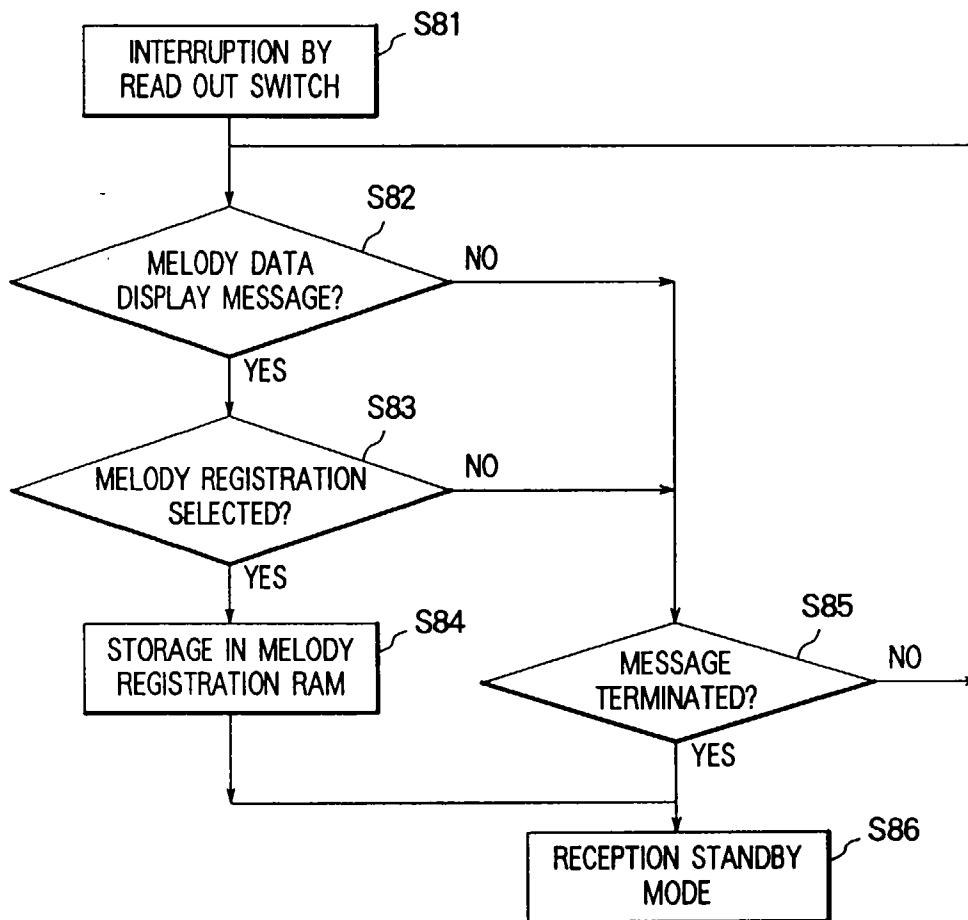 S81
INTERRUPTION BY
READ OUT SWITCH
S82
MELODY DATA
DISPLAY MESSAGE?
NO
YES
S83
MELODY REGISTRATION
SELECTED?
NO
YES
S84
STORAGE IN MELODY
REGISTRATION RAM
S85
MESSAGE
TERMINATED?
NO
YES
S86
RECEPTION STANDBY
MODE